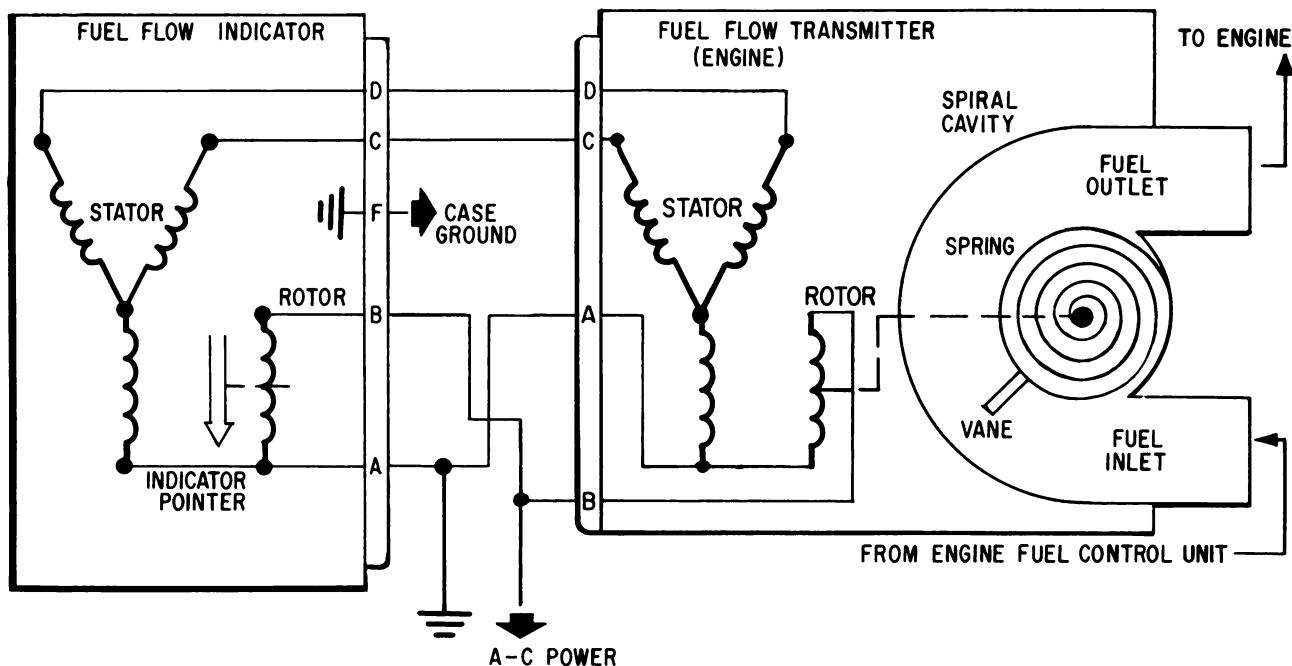 FUEL FLOW INDICATOR
FUEL FLOW TRANSMITTER
(ENGINE)
TO ENGINE
D
D
SPIRAL
CAVITY
C
C
FUEL
OUTLET
STATOR
F
CASE
GROUND
STATOR
SPRING
ROTOR
B
A
ROTOR
VANE
FUEL
INLET
A
INDICATOR
POINTER
B
FROM ENGINE FUEL CONTROL UNIT
A-C POWER